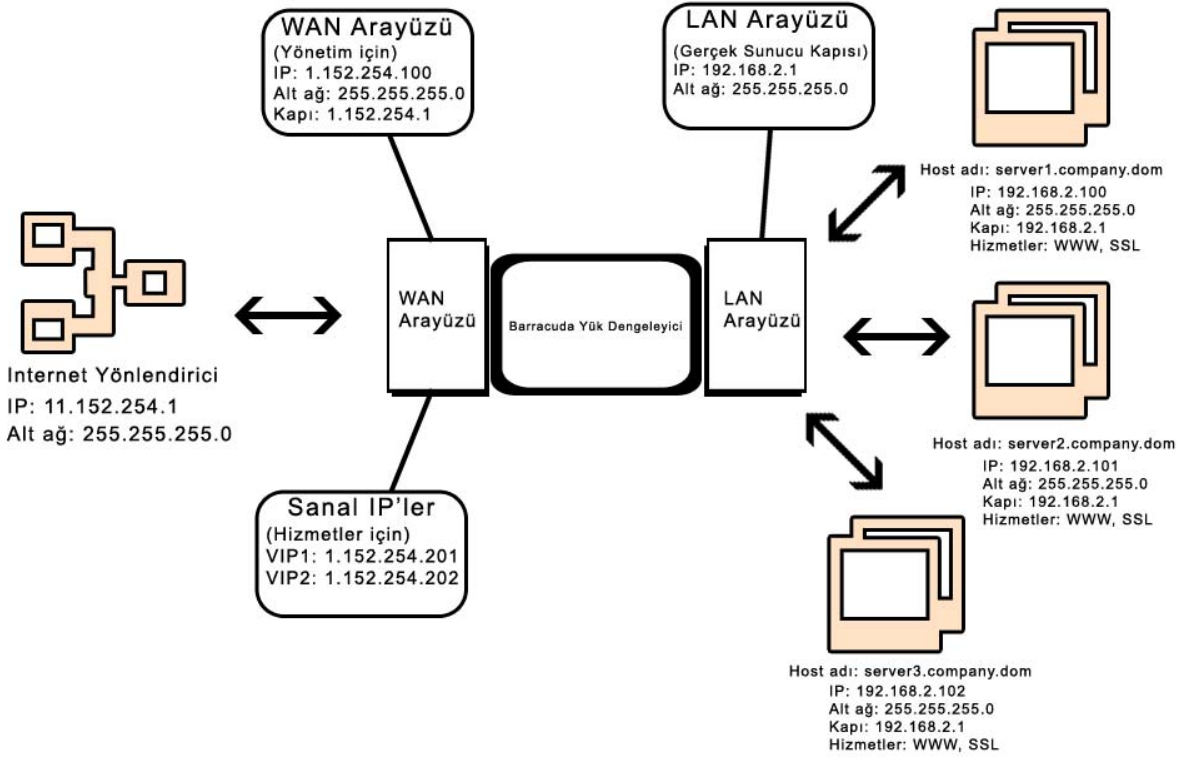 WAN Arayüzü
(Yönetim için)
IP: 1.152.254.100
Alt ağ: 255.255.255.0
Kapı: 1.152.254.1
LAN Arayüzü
(Gerçek Sunucu Kapısı)
IP: 192.168.2.1
Alt ağ: 255.255.255.0
Host adı: server1.company.dom
IP: 192.168.2.100
Alt ağ: 255.255.255.0
Kapı: 192.168.2.1
Hizmetler: WWW, SSL
Internet Yönlendirici
IP: 11.152.254.1
Alt ağ: 255.255.255.0
WAN
Arayüzü
Barracuda Yük Dengeleyici
LAN
Arayüzü
Host adı: server2.company.dom
IP: 192.168.2.101
Alt ağ: 255.255.255.0
Kapı: 192.168.2.1
Hizmetler: WWW, SSL
Sanal IP'ler
(Hizmetler için)
VIP1: 1.152.254.201
VIP2: 1.152.254.202
Host adı: server3.company.dom
IP: 192.168.2.102
Alt ağ: 255.255.255.0
Kapı: 192.168.2.1
Hizmetler: WWW, SSL